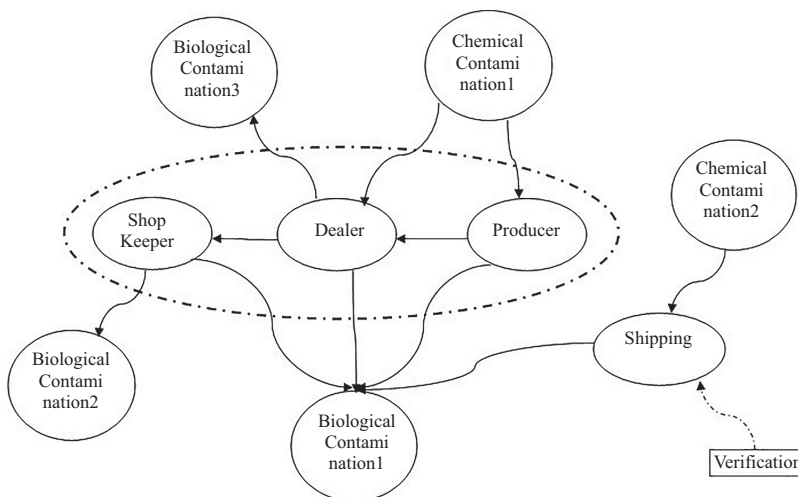 Biological
Contami
nation3
Chemical
Contami
nation1
Chemical
Contami
nation2
Shop
Keeper
Dealer
Producer
Shipping
Biological
Contami
nation2
Biological
Contami
nation1
Verification